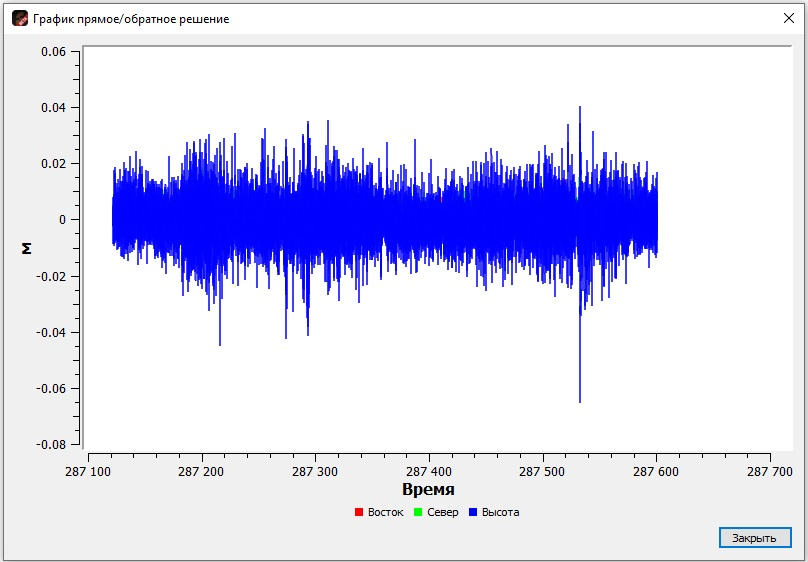 График прямое/обратное решение
0.06
0.04
0.02
0
-0.02
-0.04
-0.06
-0.08
м
287 100 287 200 287 300 287 400 287 500 287 600 287 700
Время
Восток Север Высота
Закрыть